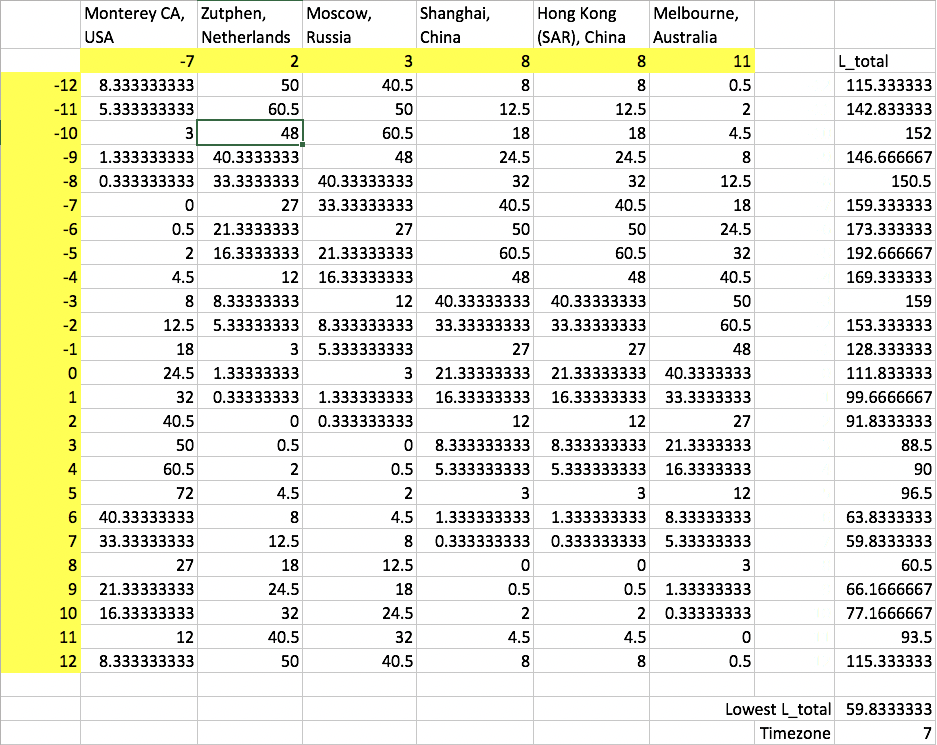 Monterey CA, Zutphen, Moscow, Shanghai, Hong Kong Melbourne,
USA Netherlands Russia China (SAR), China Australia
-7 2 3 8 8 11 L_total
-12 8.333333333 50 40.5 8 8 0.5 115.333333
-11 5.333333333 60.5 50 12.5 12.5 2 142.833333
-10 3 48 60.5 18 18 4.5 152
-9 1.333333333 40.3333333 48 24.5 24.5 8 146.666667
-8 0.333333333 33.3333333 40.33333333 32 32 12.5 150.5
-7 0 27 33.33333333 40.5 40.5 18 159.333333
-6 0.5 21.3333333 27 50 50 24.5 173.333333
-5 2 16.3333333 21.33333333 60.5 60.5 32 192.666667
-4 4.5 12 16.33333333 48 48 40.5 169.333333
-3 8 8.33333333 12 40.33333333 40.33333333 50 159
-2 12.5 5.33333333 8.333333333 33.33333333 33.33333333 60.5 153.333333
-1 18 3 5.333333333 27 27 48 128.333333
0 24.5 1.33333333 3 21.33333333 21.33333333 40.3333333 111.833333
1 32 0.33333333 1.333333333 16.33333333 16.33333333 33.3333333 99.6666667
2 40.5 0 0.333333333 12 12 27 91.8333333
3 50 0.5 0 8.333333333 8.333333333 21.3333333 88.5
4 60.5 2 0.5 5.333333333 5.333333333 16.3333333 90
5 72 4.5 2 3 3 12 96.5
6 40.33333333 8 4.5 1.333333333 1.333333333 8.33333333 63.8333333
7 33.33333333 12.5 8 0.333333333 0.333333333 5.33333333 59.8333333
8 27 18 12.5 0 0 3 60.5
9 21.33333333 24.5 18 0.5 0.5 1.33333333 66.1666667
10 16.33333333 32 24.5 2 2 0.33333333 77.1666667
11 12 40.5 32 4.5 4.5 0 93.5
12 8.333333333 50 40.5 8 8 0.5 115.333333
Lowest L_total 59.8333333
Timezone 7